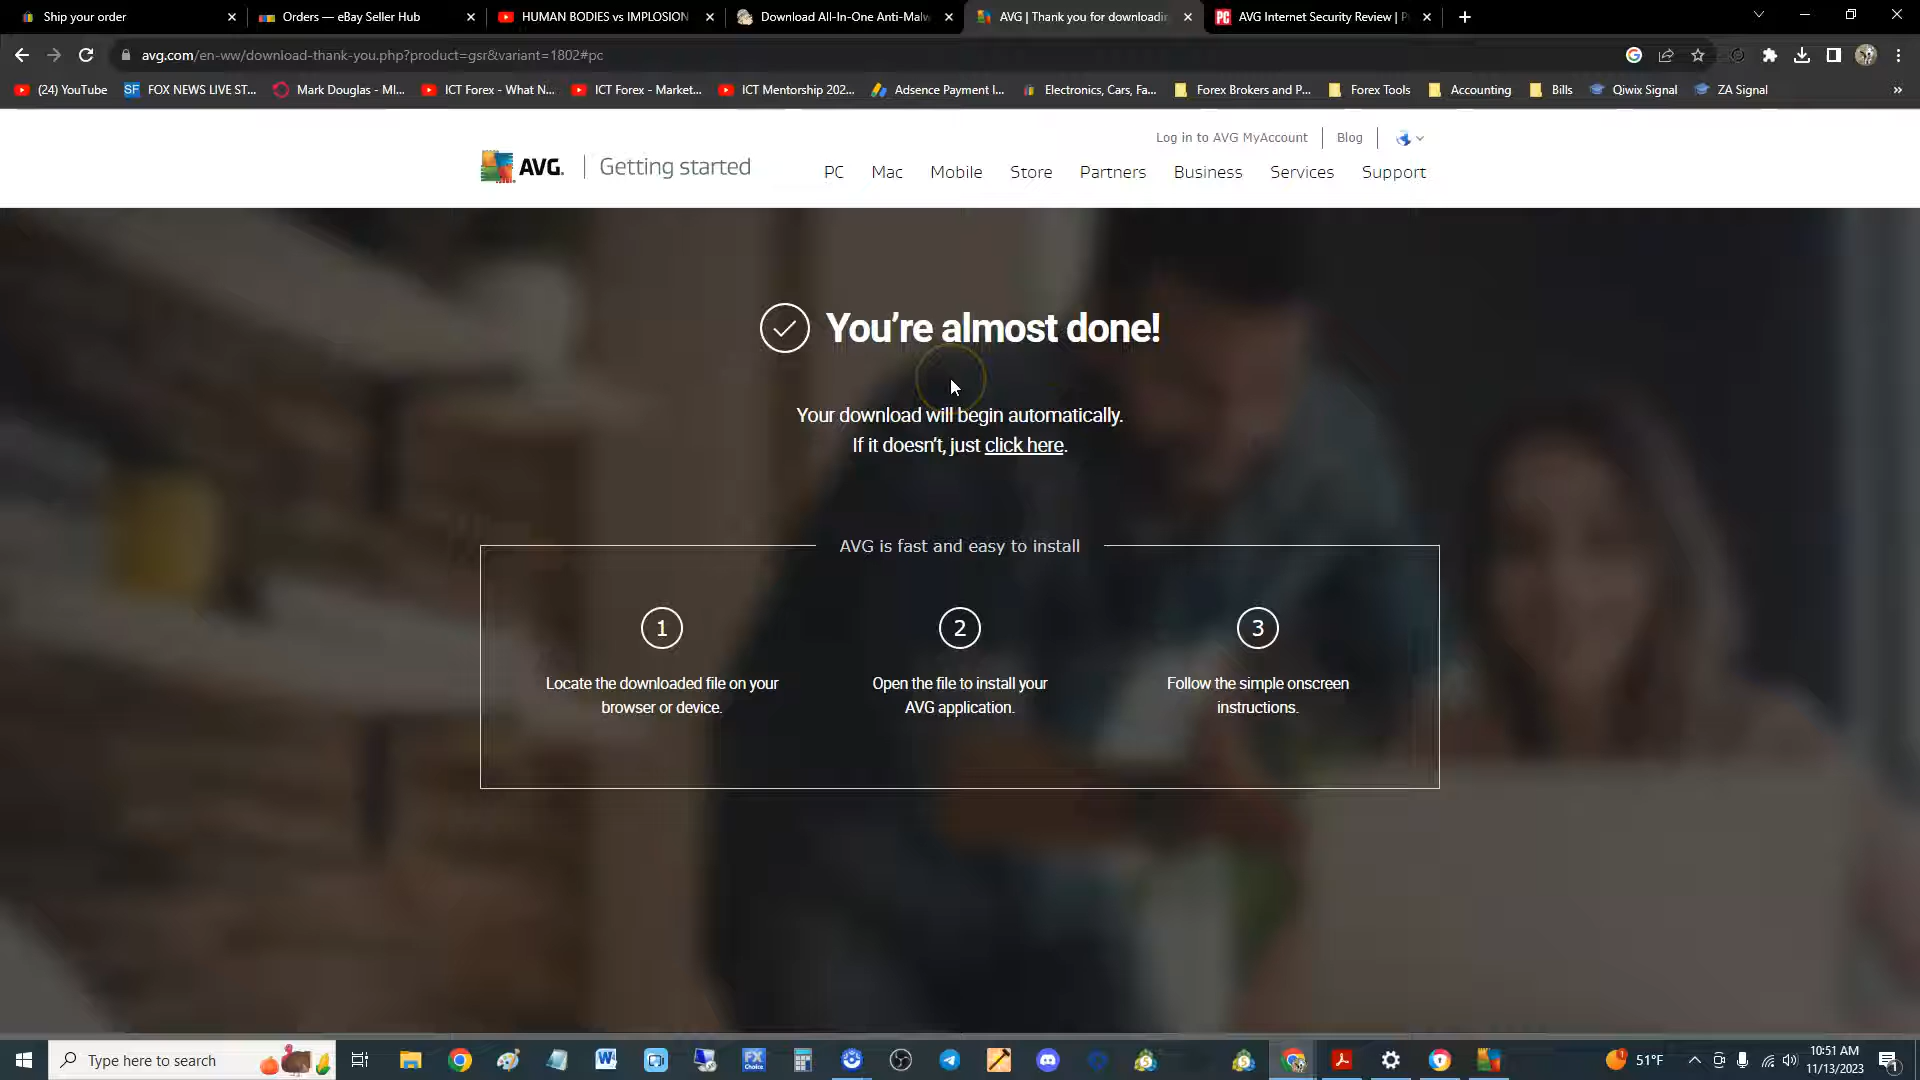 Ship your order
Orders — eBay Seller Hub
HUMAN BODIES vs IMPLOSION
Download All-In-One Anti-Malw
AVG | Thank you for downloadin
AVG Internet Security Review | P
avg.com/en-ww/download-thank-you.php?product=gsr&variant=1802#pc
(24) YouTube
FOX NEWS LIVE ST...
Mark Douglas - MI...
ICT Forex - What N...
ICT Forex - Market...
ICT Mentorship 202...
Adsence Payment I...
Electronics, Cars, Fa...
Forex Brokers and P...
Forex Tools
Accounting
Bills
Qiwix Signal
ZA Signal
Log in to AVG MyAccount
Blog
AVG.
Getting started
PC
Mac
Mobile
Store
Partners
Business
Services
Support
You're almost done!
Your download will begin automatically.
If it doesn't, just click here.
AVG is fast and easy to install
1
2
3
Locate the downloaded file on your
browser or device.
Open the file to install your
AVG application.
Follow the simple onscreen
instructions.
Type here to search
51°F
10:51 AM
11/13/2023